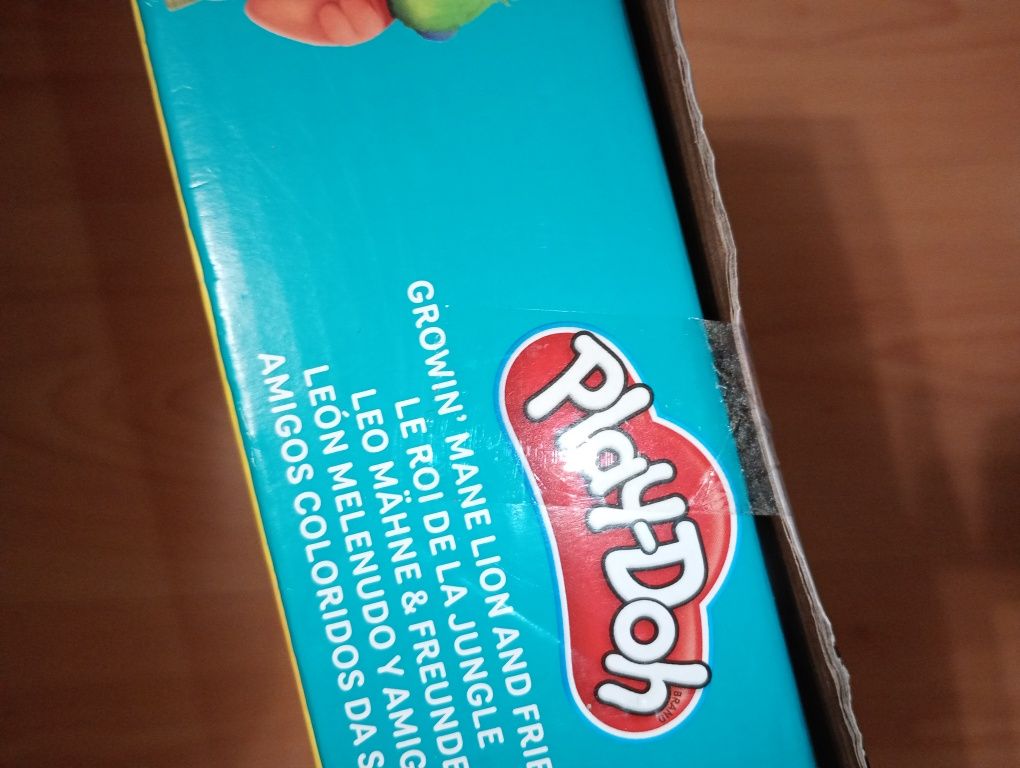 Play-Doh
BRAND
GROWIN' MANE LION AND
LE ROI DE LA JUNGLE
LEO MÄHNE & FREUNDE
LEÓN MELENUDO Y
AMIGOS COLORIDOS DA